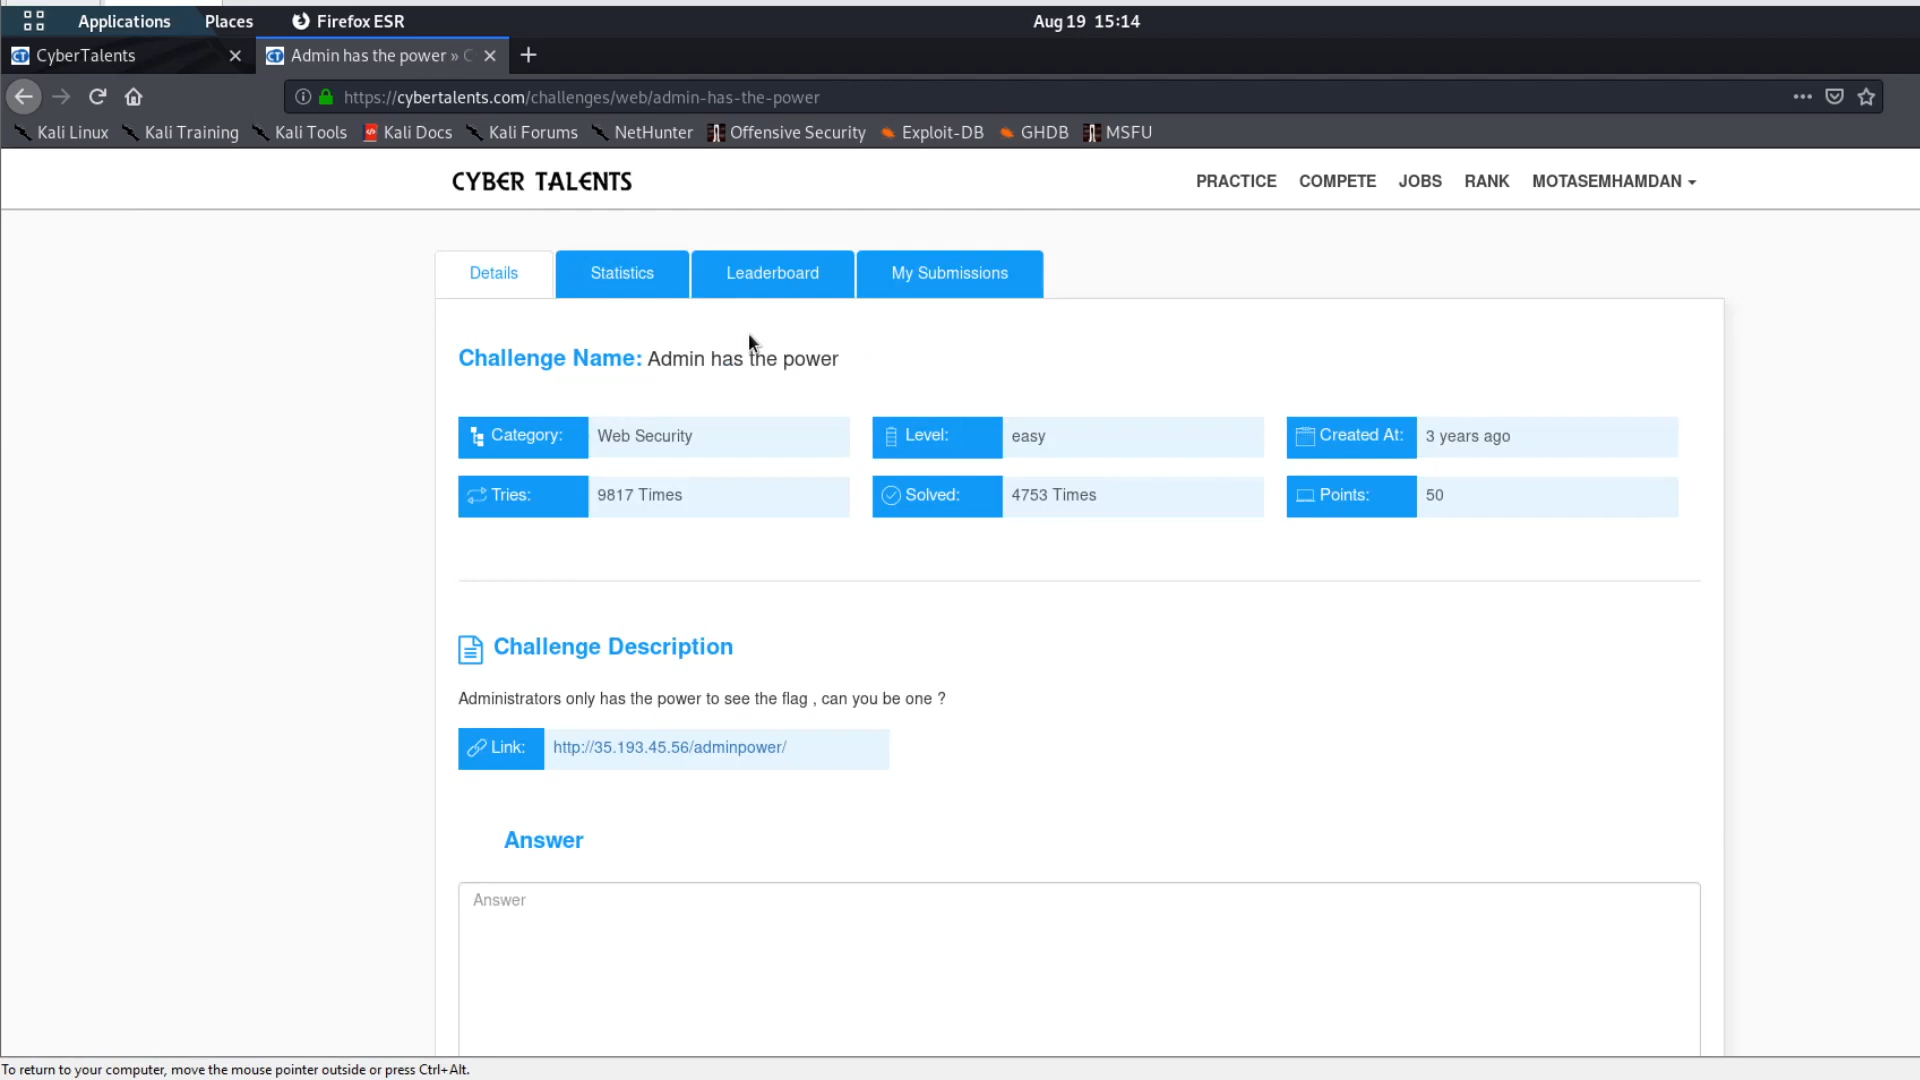 Applications Places Firefox ESR Aug 19 15:14
CyberTalents Admin has the power » C
https://cybertalents.com/challenges/web/admin-has-the-power
Kali Linux Kali Training Kali Tools Kali Docs Kali Forums NetHunter Offensive Security Exploit-DB GHDB MSFU
CYBER TALENTS PRACTICE COMPETE JOBS RANK MOTASEMHAMDAN
Details Statistics Leaderboard My Submissions
Challenge Name: Admin has the power
Category: Web Security Level: easy Created At: 3 years ago
Tries: 9817 Times Solved: 4753 Times Points: 50
Challenge Description
Administrators only has the power to see the flag , can you be one ?
Link: http://35.193.45.56/adminpower/
Answer
Answer
To return to your computer, move the mouse pointer outside or press Ctrl+Alt.